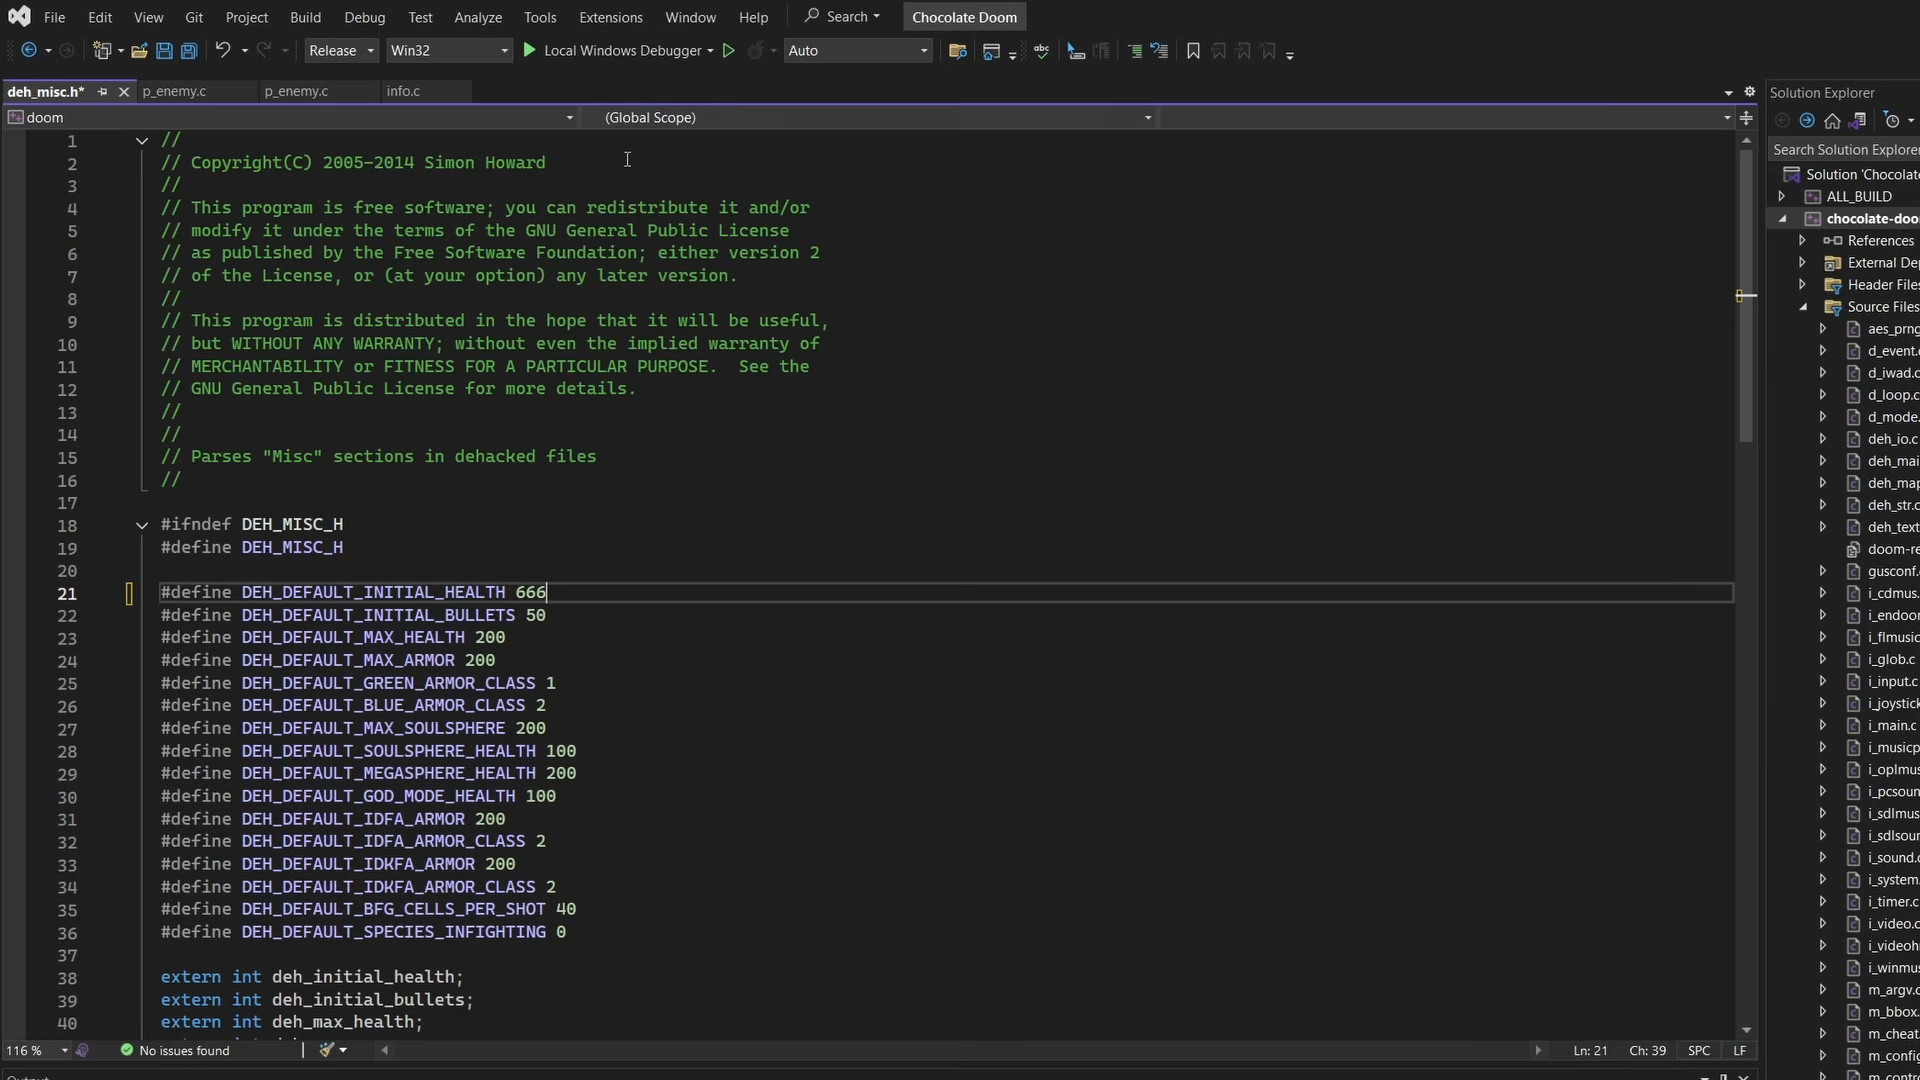 File Edit View Git Project Build Debug Test Analyze Tools Extensions Window Help Search Chocolate Doom
Release Win32 Local Windows Debugger Auto
deh_misc.h* p_enemy.c p_enemy.c info.c
doom (Global Scope)
1 //
2 // Copyright(C) 2005-2014 Simon Howard
3 //
4 // This program is free software; you can redistribute it and/or
5 // modify it under the terms of the GNU General Public License
6 // as published by the Free Software Foundation; either version 2
7 // of the License, or (at your option) any later version.
8 //
9 // This program is distributed in the hope that it will be useful,
10 // but WITHOUT ANY WARRANTY; without even the implied warranty of
11 // MERCHANTABILITY or FITNESS FOR A PARTICULAR PURPOSE.  See the
12 // GNU General Public License for more details.
13 //
14 //
15 // Parses "Misc" sections in dehacked files
16 //
17
18 #ifndef DEH_MISC_H
19 #define DEH_MISC_H
20
21 #define DEH_DEFAULT_INITIAL_HEALTH 666
22 #define DEH_DEFAULT_INITIAL_BULLETS 50
23 #define DEH_DEFAULT_MAX_HEALTH 200
24 #define DEH_DEFAULT_MAX_ARMOR 200
25 #define DEH_DEFAULT_GREEN_ARMOR_CLASS 1
26 #define DEH_DEFAULT_BLUE_ARMOR_CLASS 2
27 #define DEH_DEFAULT_MAX_SOULSPHERE 200
28 #define DEH_DEFAULT_SOULSPHERE_HEALTH 100
29 #define DEH_DEFAULT_MEGASPHERE_HEALTH 200
30 #define DEH_DEFAULT_GOD_MODE_HEALTH 100
31 #define DEH_DEFAULT_IDFA_ARMOR 200
32 #define DEH_DEFAULT_IDFA_ARMOR_CLASS 2
33 #define DEH_DEFAULT_IDKFA_ARMOR 200
34 #define DEH_DEFAULT_IDKFA_ARMOR_CLASS 2
35 #define DEH_DEFAULT_BFG_CELLS_PER_SHOT 40
36 #define DEH_DEFAULT_SPECIES_INFIGHTING 0
37
38 extern int deh_initial_health;
39 extern int deh_initial_bullets;
40 extern int deh_max_health;
116 % No issues found Ln: 21 Ch: 39 SPC LF
Solution Explorer
Search Solution Explorer
Solution 'Chocolate
ALL_BUILD
chocolate-doo
References
External De
Header Files
Source Files
aes_prng
d_event.
d_iwad.c
d_loop.c
d_mode.
deh_io.c
deh_mai
deh_map
deh_str.c
deh_text
doom-re
gusconf.
i_cdmus.
i_endoor
i_flmusic
i_glob.c
i_input.c
i_joystick
i_main.c
i_musicp
i_oplmus
i_pcsoun
i_sdlmus
i_sdlsour
i_sound.c
i_system.
i_timer.c
i_video.c
i_videoh
i_winmus
m_argv.c
m_bbox.
m_cheat.
m_config